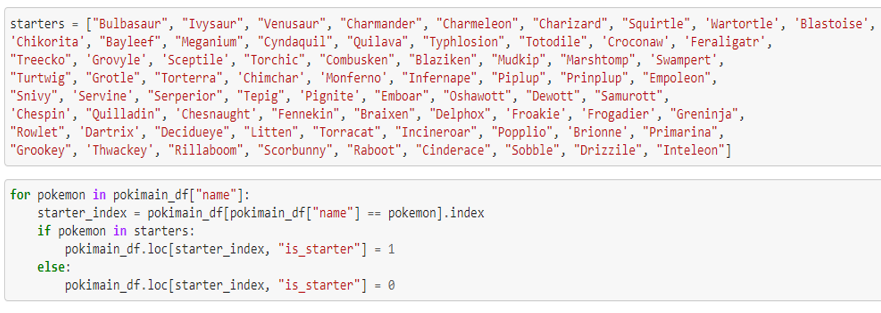 starters = ["Bulbasaur", "Ivysaur", "Venusaur", "Charmander", "Charmeleon", "Charizard", "Squirtle", 'Wartortle', 'Blastoise',
'Chikorita', "Bayleef", "Meganium", "Cyndaquil", "Quilava", "Typhlosion", "Totodile", 'Croconaw', 'Feraligatr',
"Treecko", 'Grovyle', 'Sceptile', "Torchic", "Combusken", "Blaziken", "Mudkip", "Marshtomp", 'Swampert',
"Turtwig", "Grotle", "Torterra", 'Chimchar', 'Monferno', "Infernape", "Piplup", "Prinplup", "Empoleon",
"Snivy", 'Servine', "Serperior", "Tepig", 'Pignite', "Emboar", "Oshawott", "Dewott", "Samurott",
'Chespin', "Quilladin", 'Chesnaught', "Fennekin", "Braixen", "Delphox", 'Froakie', 'Frogadier', "Greninja",
"Rowlet", 'Dartrix', "Decidueye", "Litten", "Torracat", "Incineroar", "Popplio", 'Brionne', "Primarina",
"Grookey", 'Thwackey', "Rillaboom", "Scorbunny", "Raboot", "Cinderace", "Sobble", "Drizzile", "Inteleon"]
for pokemon in pokimain_df["name"]:
    starter_index = pokimain_df[pokimain_df["name"] == pokemon].index
    if pokemon in starters:
        pokimain_df.loc[starter_index, "is_starter"] = 1
    else:
        pokimain_df.loc[starter_index, "is_starter"] = 0